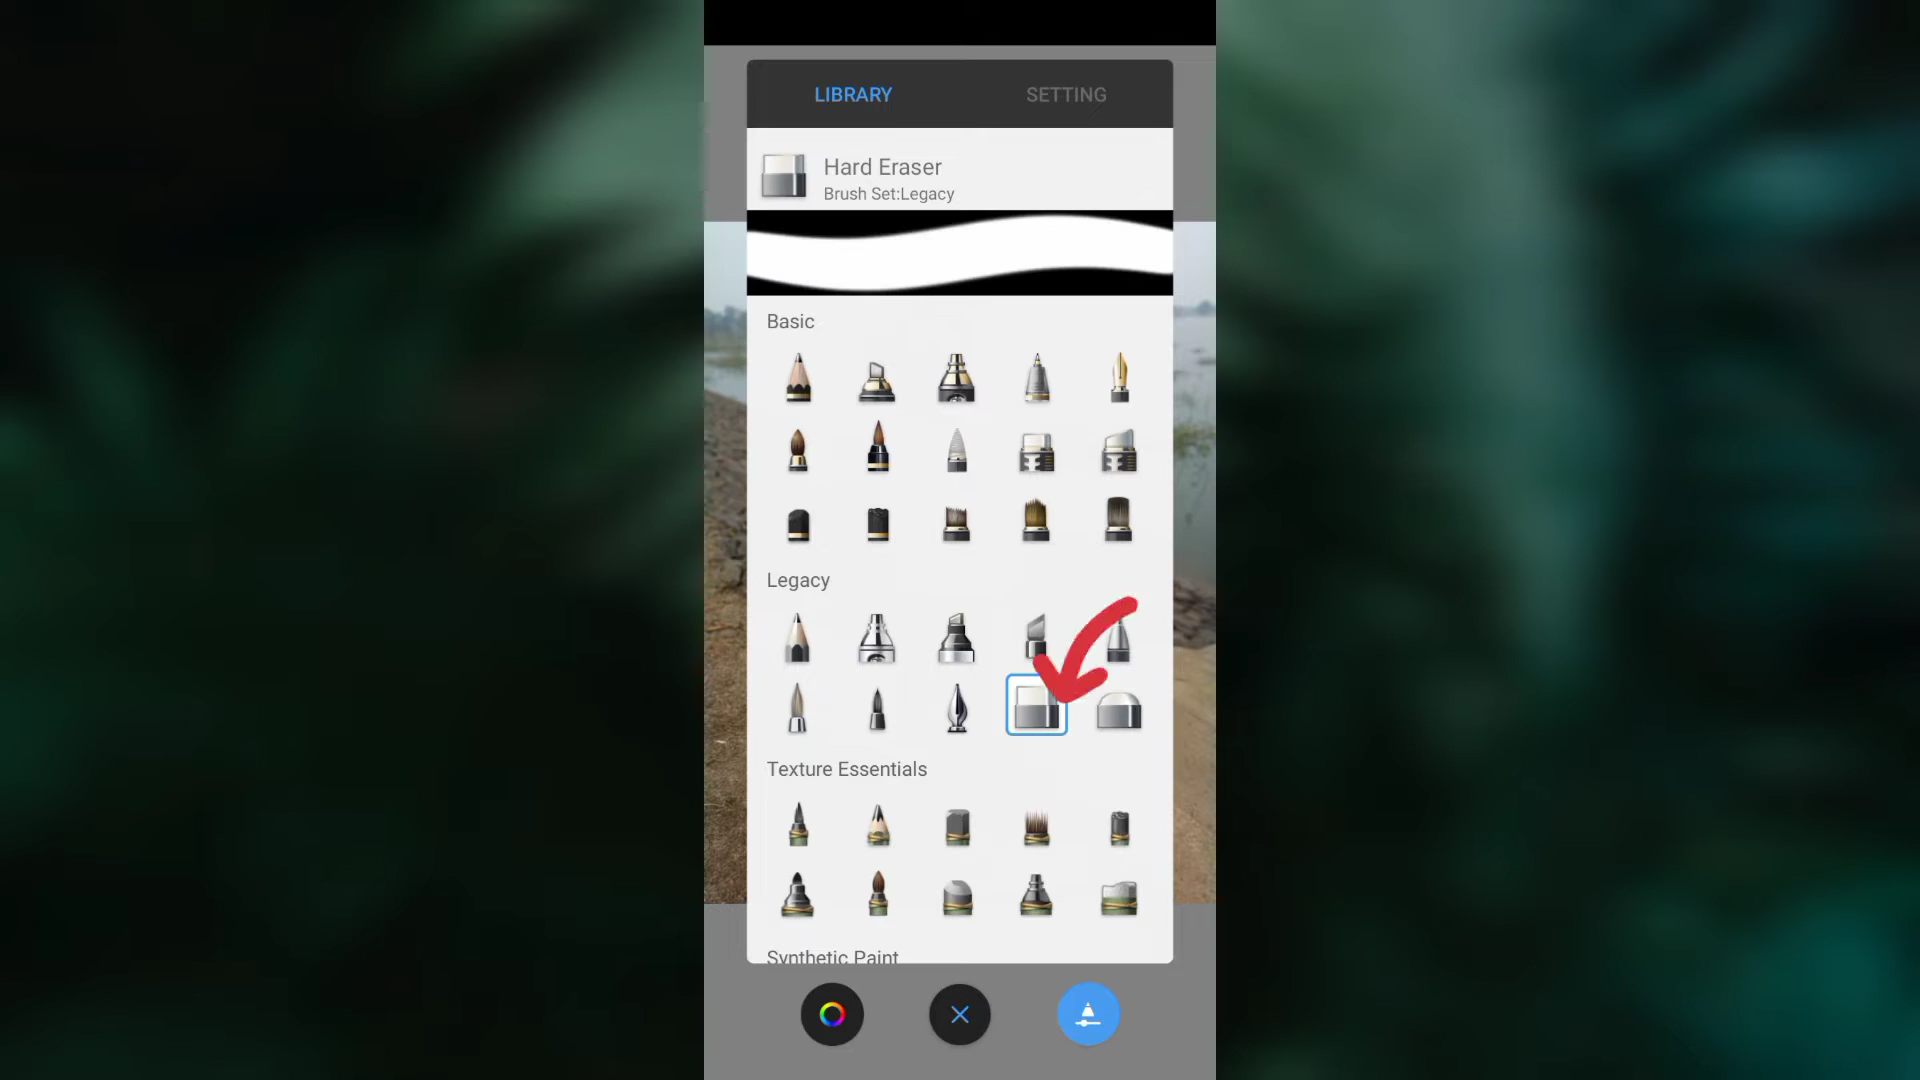 LIBRARY SETTING
Hard Eraser
Brush Set:Legacy
Basic
Legacy
Texture Essentials
Synthetic Paint